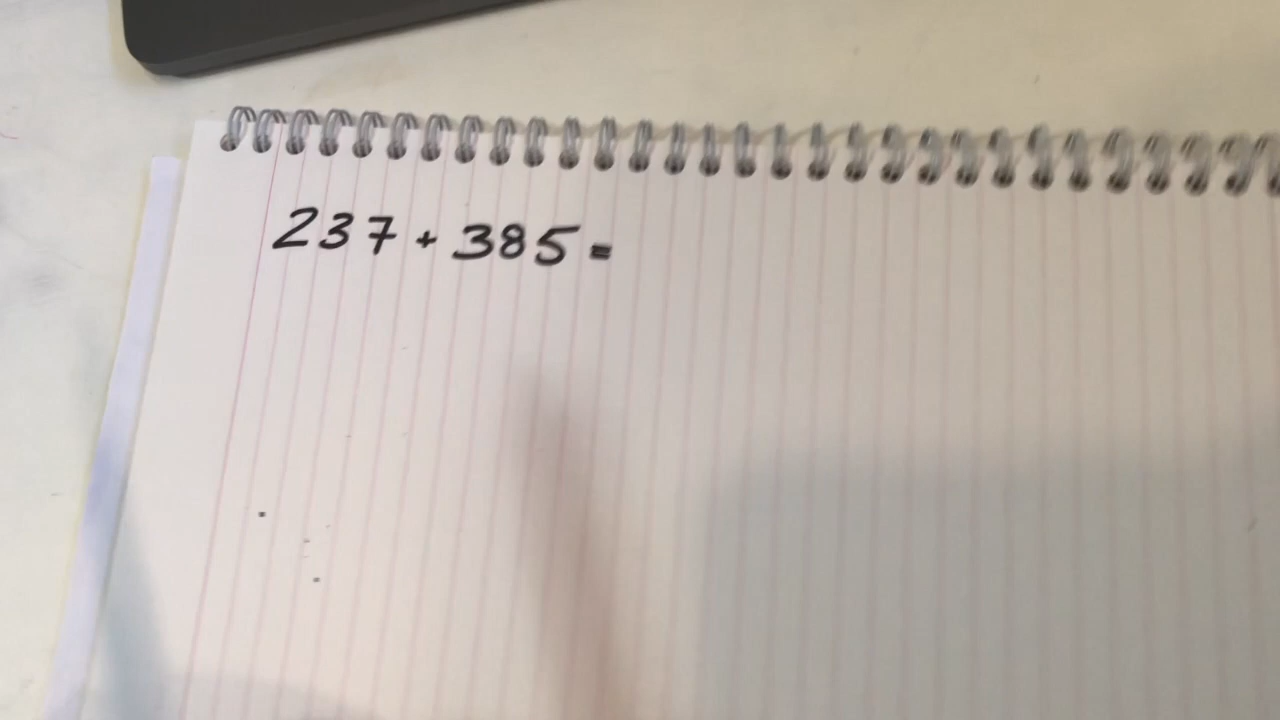 237 + 385 =